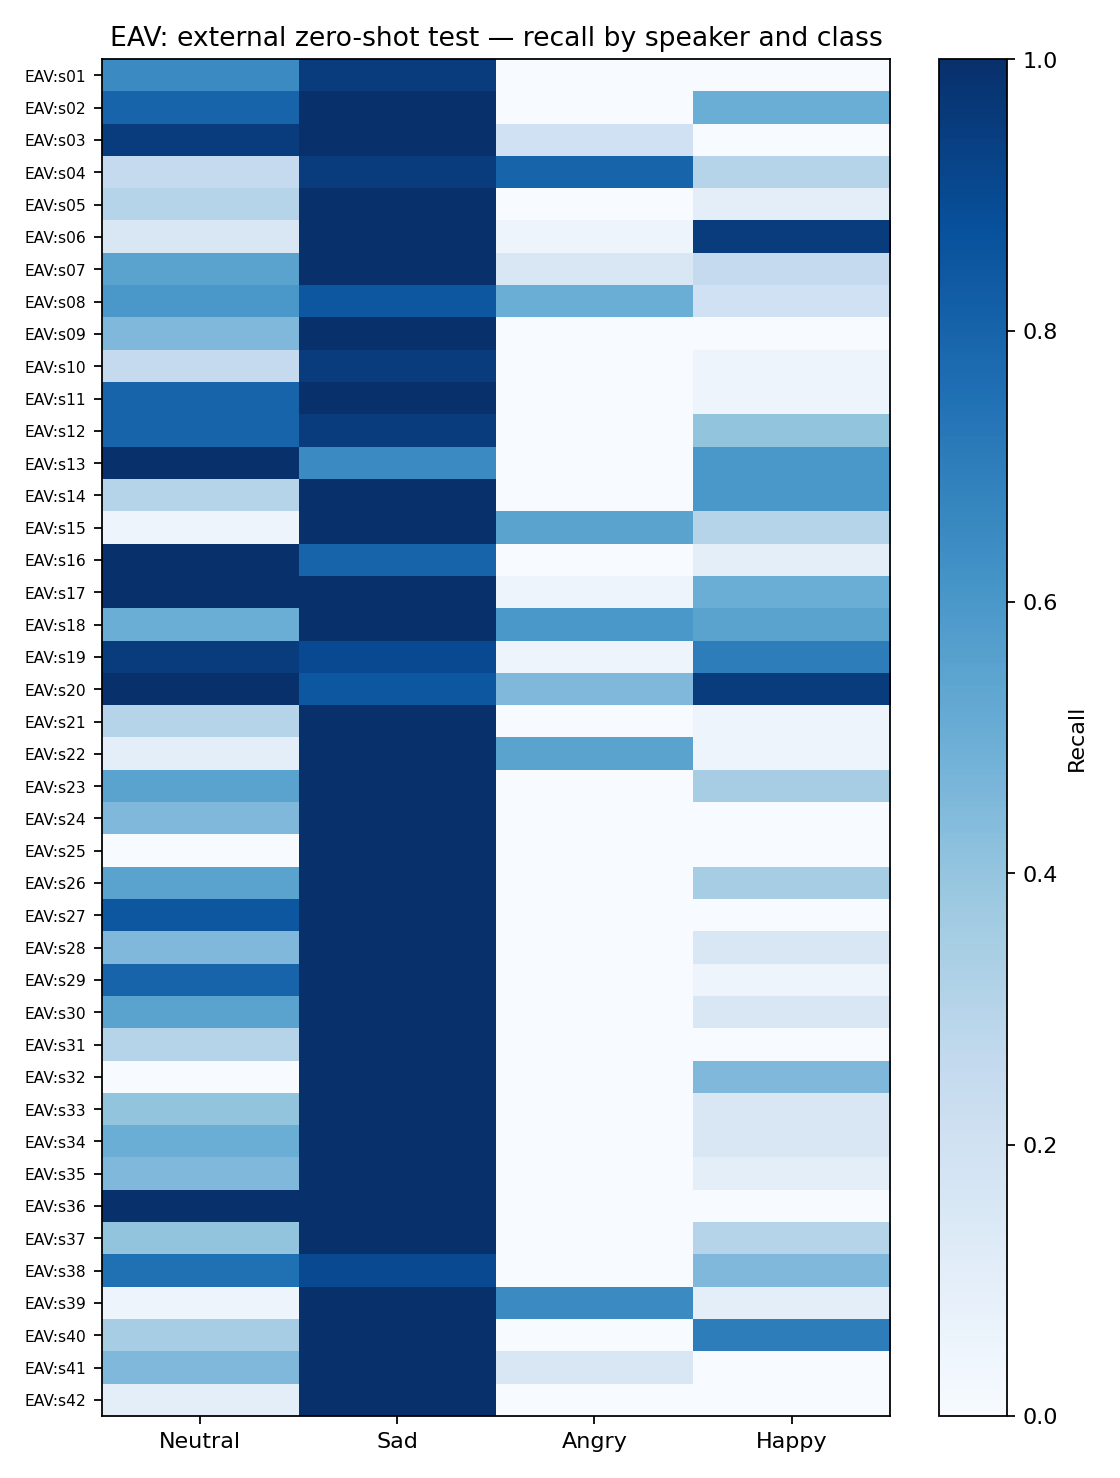 EAV: external zero-shot test — recall by speaker and class
EAV:s01
EAV:s02
EAV:s03
EAV:s04
EAV:s05
EAV:s06
EAV:s07
EAV:s08
EAV:s09
EAV:s10
EAV:s11
EAV:s12
EAV:s13
EAV:s14
EAV:s15
EAV:s16
EAV:s17
EAV:s18
EAV:s19
EAV:s20
EAV:s21
EAV:s22
EAV:s23
EAV:s24
EAV:s25
EAV:s26
EAV:s27
EAV:s28
EAV:s29
EAV:s30
EAV:s31
EAV:s32
EAV:s33
EAV:s34
EAV:s35
EAV:s36
EAV:s37
EAV:s38
EAV:s39
EAV:s40
EAV:s41
EAV:s42
Neutral Sad Angry Happy
1.0
0.8
0.6
0.4
0.2
0.0
Recall